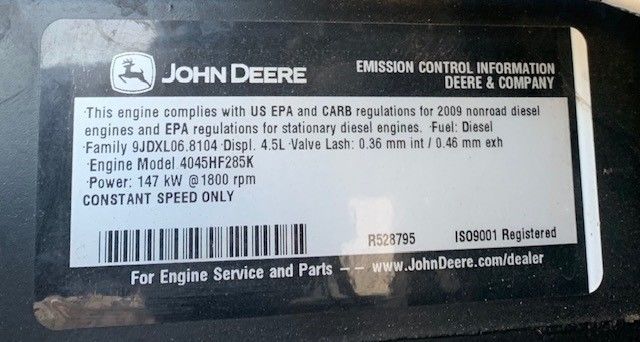 JOHN DEERE
EMISSION CONTROL INFORMATION
DEERE & COMPANY
·This engine complies with US EPA and CARB regulations for 2009 nonroad diesel
engines and EPA regulations for stationary diesel engines. ·Fuel: Diesel
·Family 9JDXL06.8104 ·Displ. 4.5L ·Valve Lash: 0.36 mm int / 0.46 mm exh
·Engine Model 4045HF285K
·Power: 147 kW @ 1800 rpm
CONSTANT SPEED ONLY
R528795 ISO9001 Registered
For Engine Service and Parts -- www.JohnDeere.com/dealer